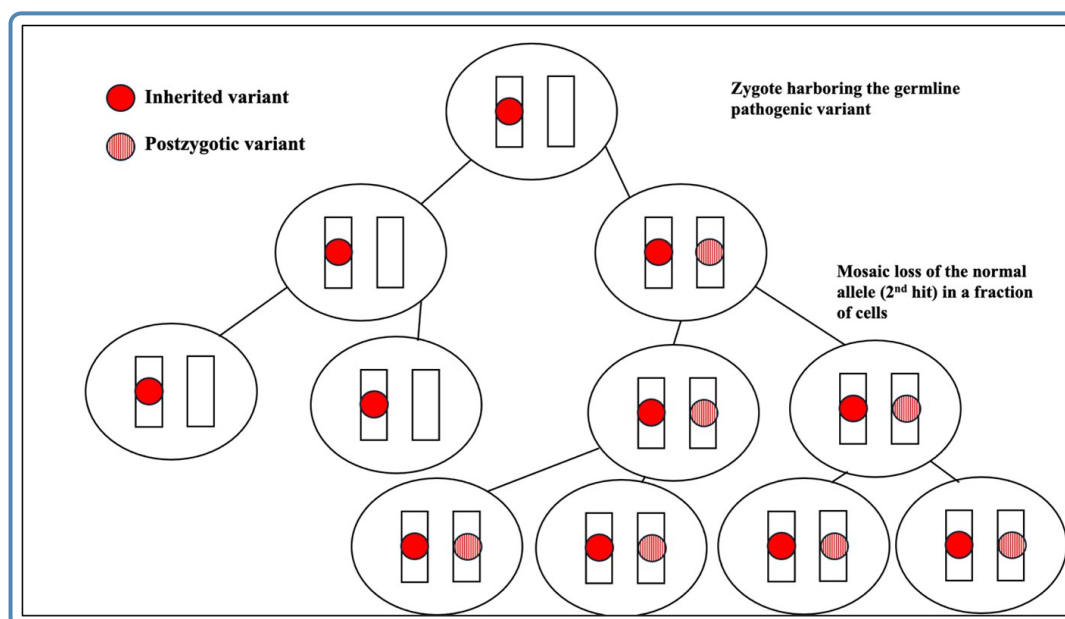 Inherited variant
Postzygotic variant
Zygote harboring the germline
pathogenic variant
Mosaic loss of the normal
allele (2nd hit) in a fraction
of cells